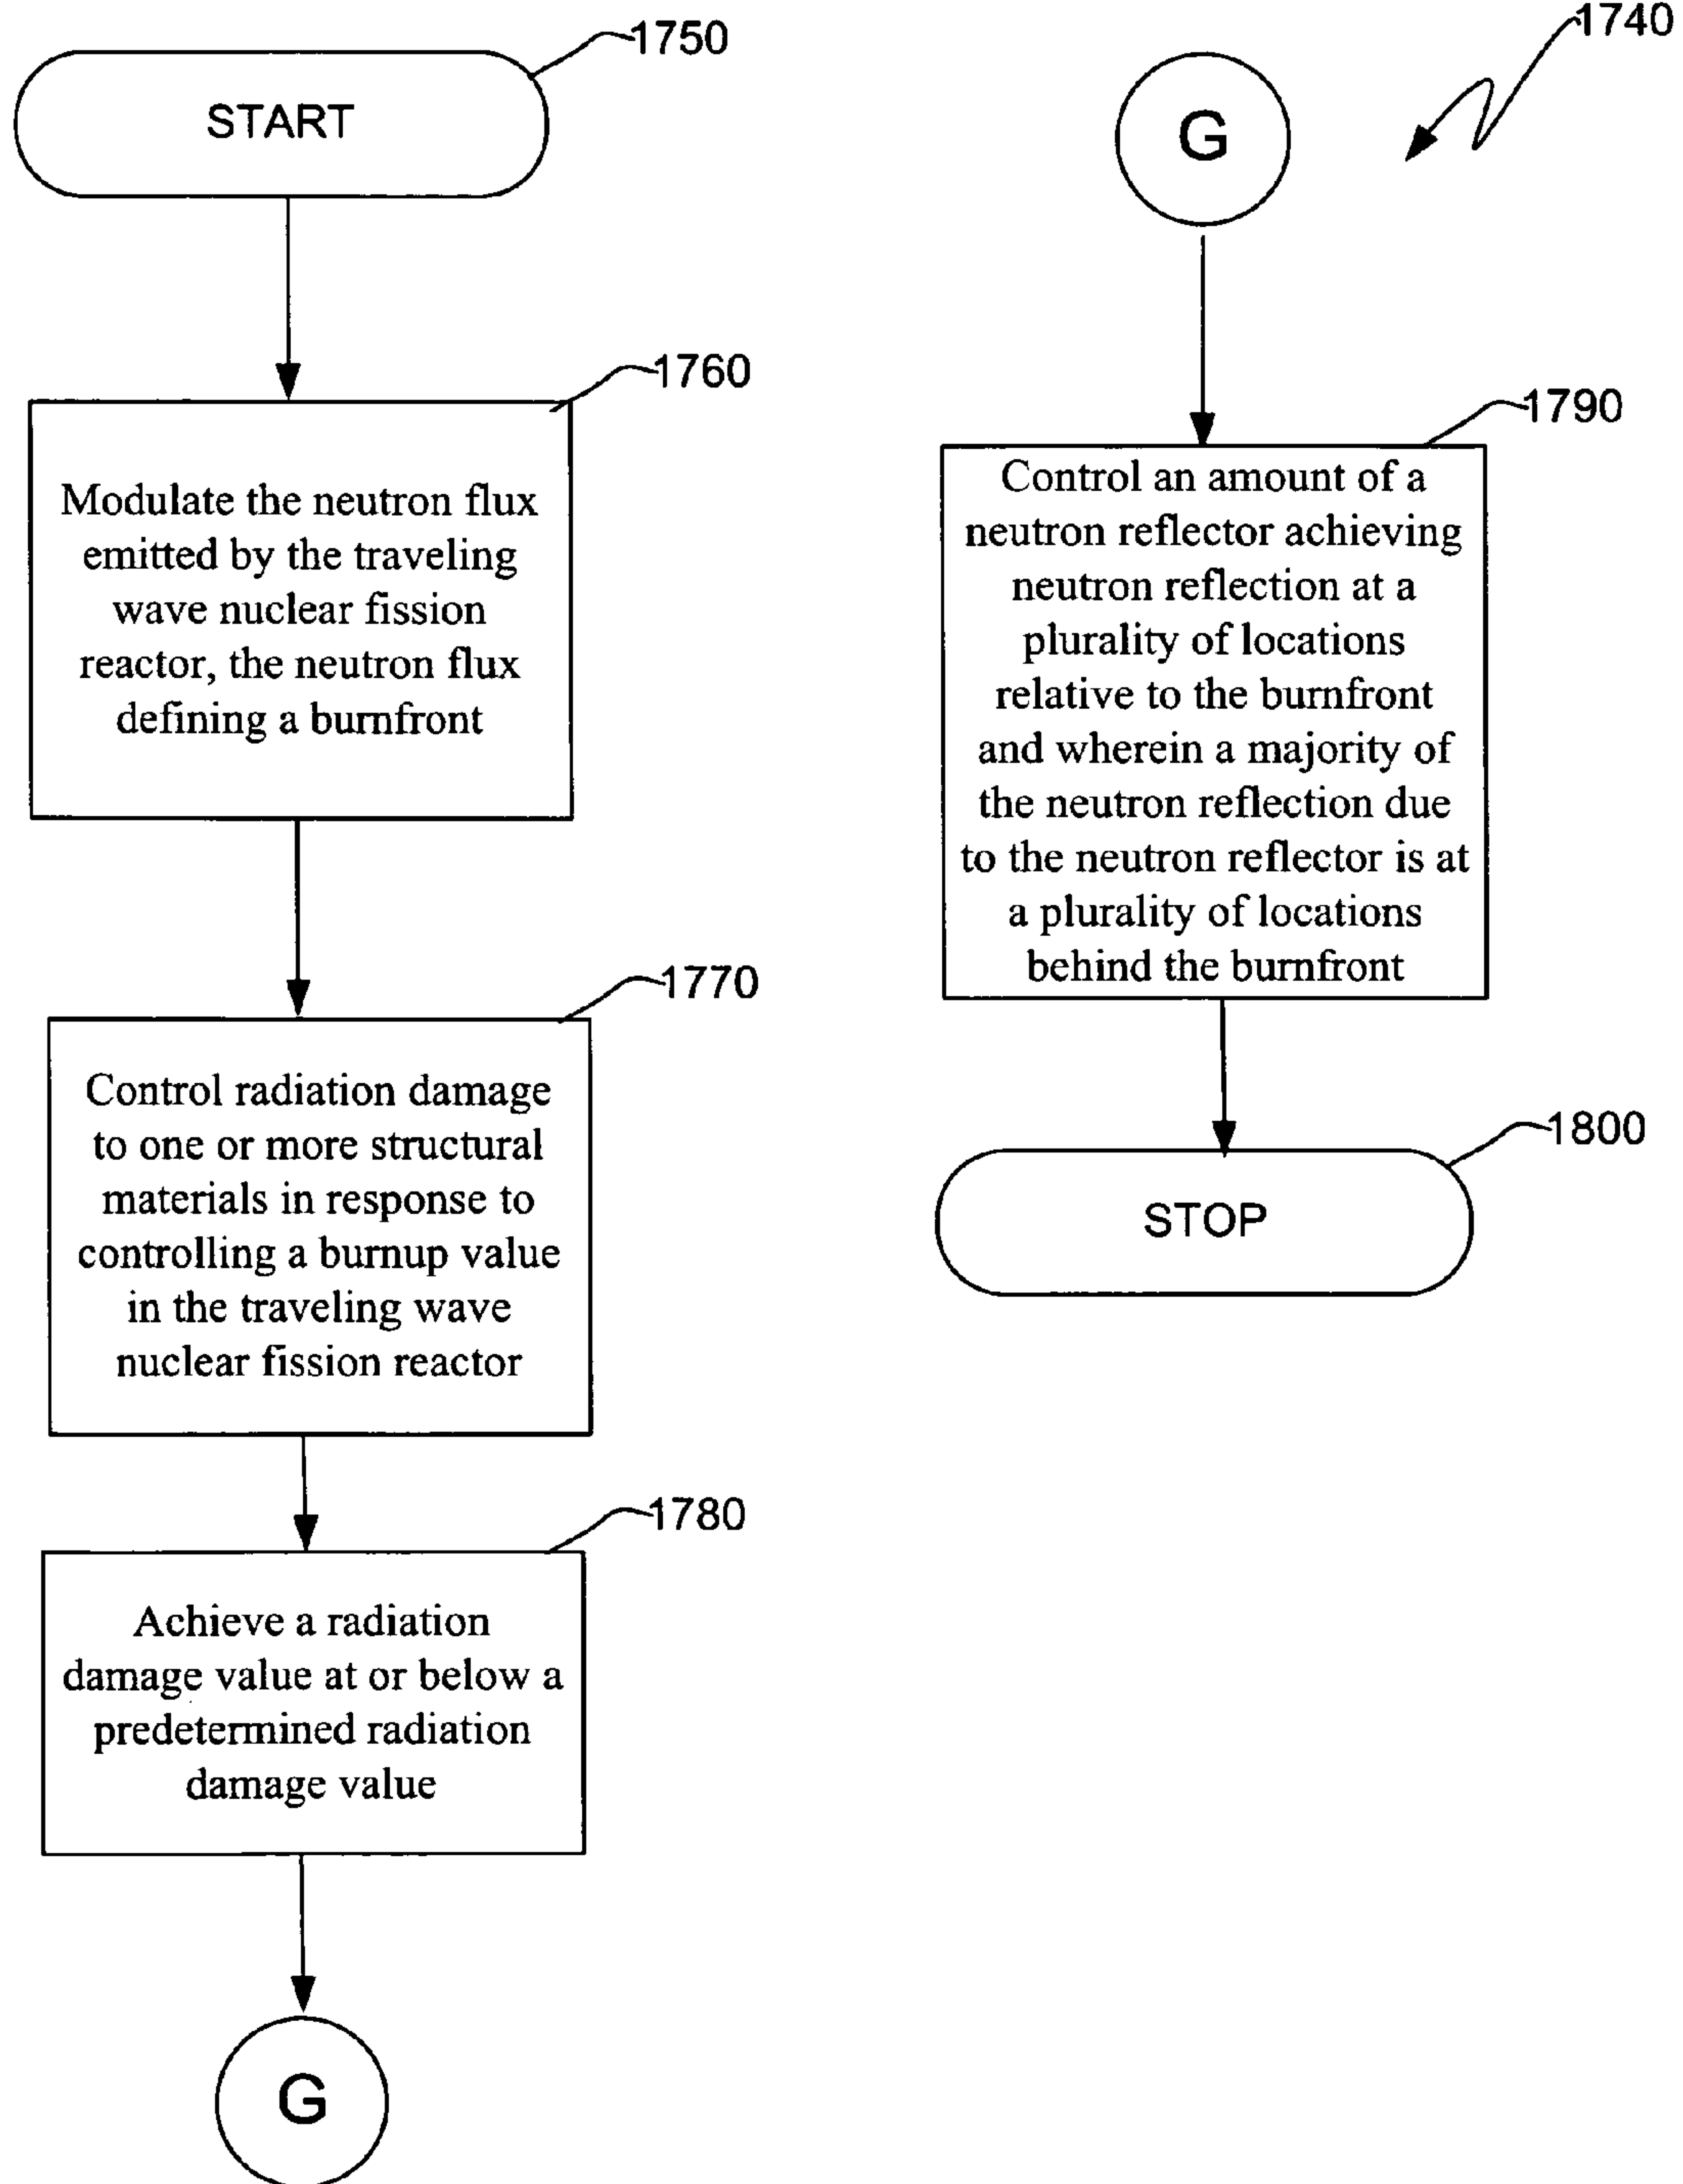 1750
START
1760
Modulate the neutron flux
emitted by the traveling
wave nuclear fission
reactor, the neutron flux
defining a burnfront
1770
Control radiation damage
to one or more structural
materials in response to
controlling a burnup value
in the traveling wave
nuclear fission reactor
1780
Achieve a radiation
damage value at or below a
predetermined radiation
damage value
G
1740
G
1790
Control an amount of a
neutron reflector achieving
neutron reflection at a
plurality of locations
relative to the burnfront
and wherein a majority of
the neutron reflection due
to the neutron reflector is at
a plurality of locations
behind the burnfront
1800
STOP